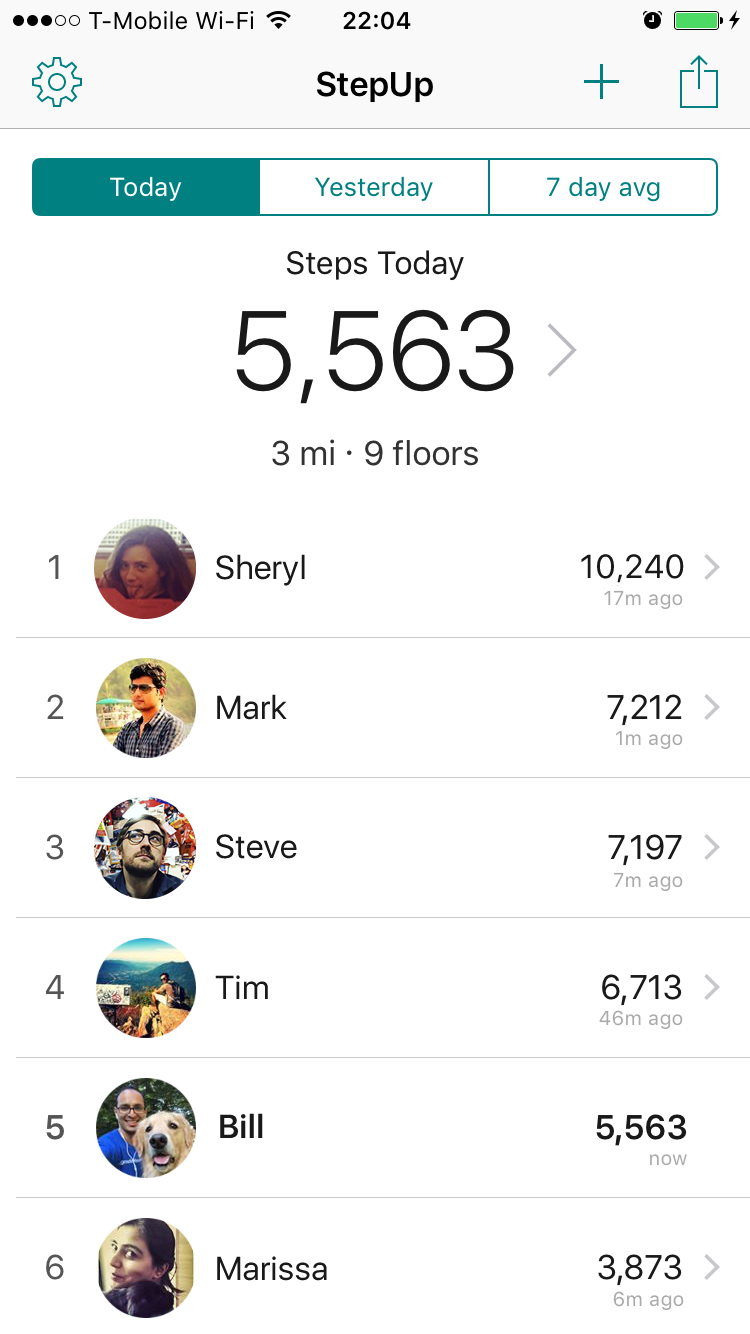 T-Mobile Wi-Fi 22:04
StepUp
Today Yesterday 7 day avg
Steps Today
5,563
3 mi · 9 floors
1 Sheryl 10,240
17m ago
2 Mark 7,212
1m ago
3 Steve 7,197
7m ago
4 Tim 6,713
46m ago
5 Bill 5,563
now
6 Marissa 3,873
6m ago